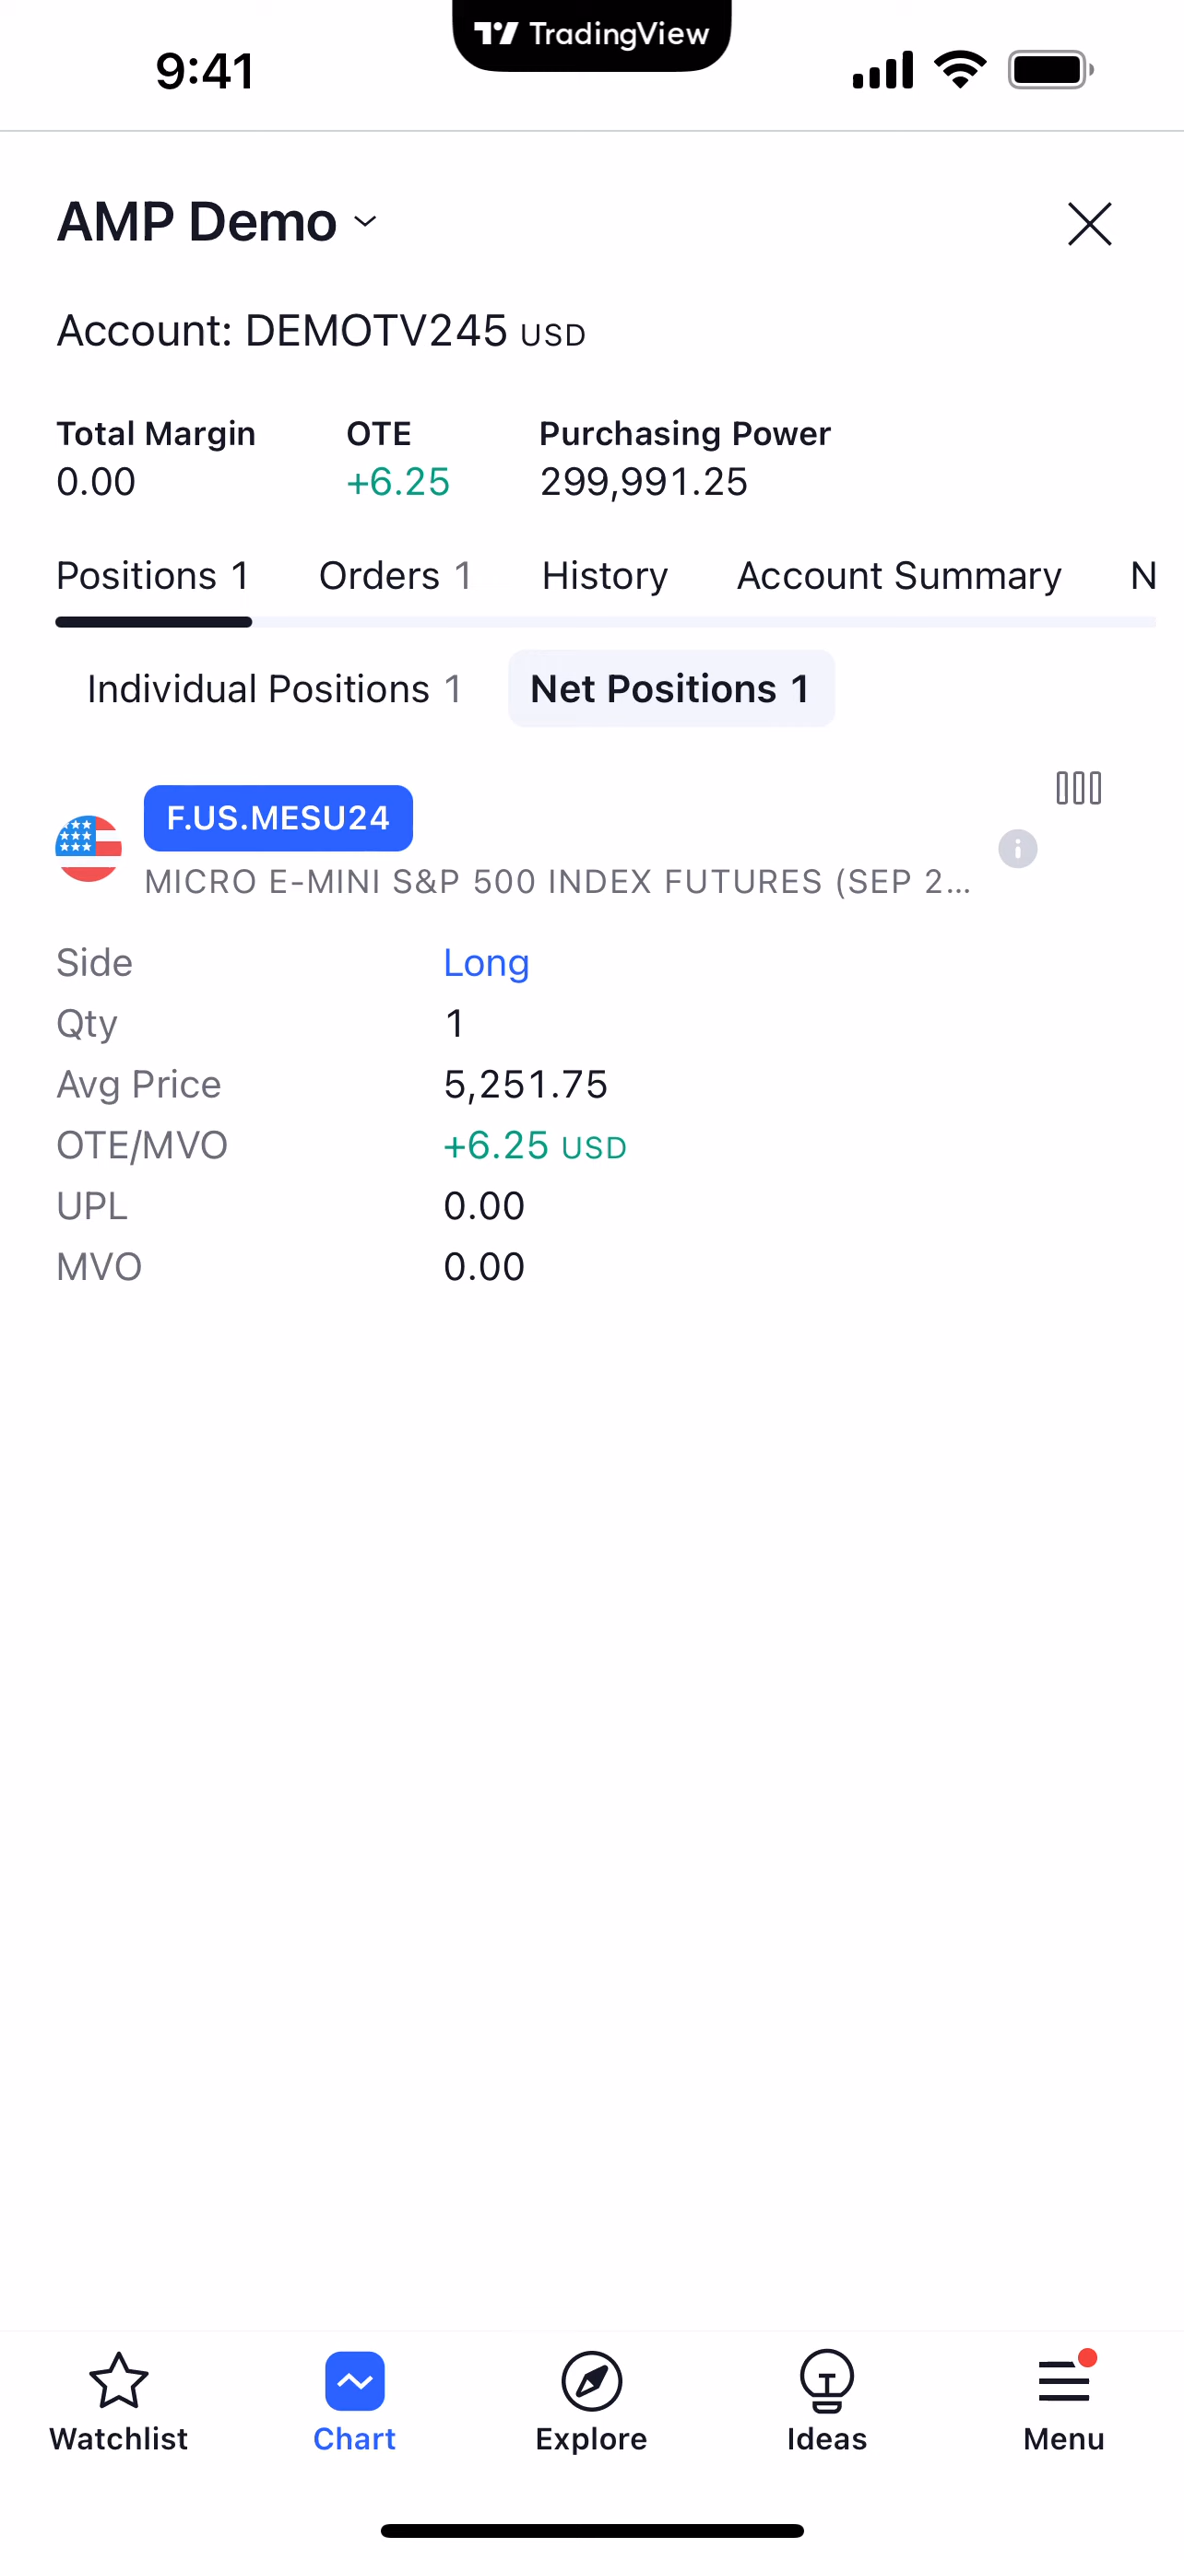 TradingView
9:41
AMP Demo
Account: DEMOTV245 USD
Total Margin OTE Purchasing Power
0.00 +6.25 299,991.25
Positions 1 Orders 1 History Account Summary N
Individual Positions 1 Net Positions 1
F.US.MESU24
MICRO E-MINI S&P 500 INDEX FUTURES (SEP 2...
Side Long
Qty 1
Avg Price 5,251.75
OTE/MVO +6.25 USD
UPL 0.00
MVO 0.00
Watchlist Chart Explore Ideas Menu